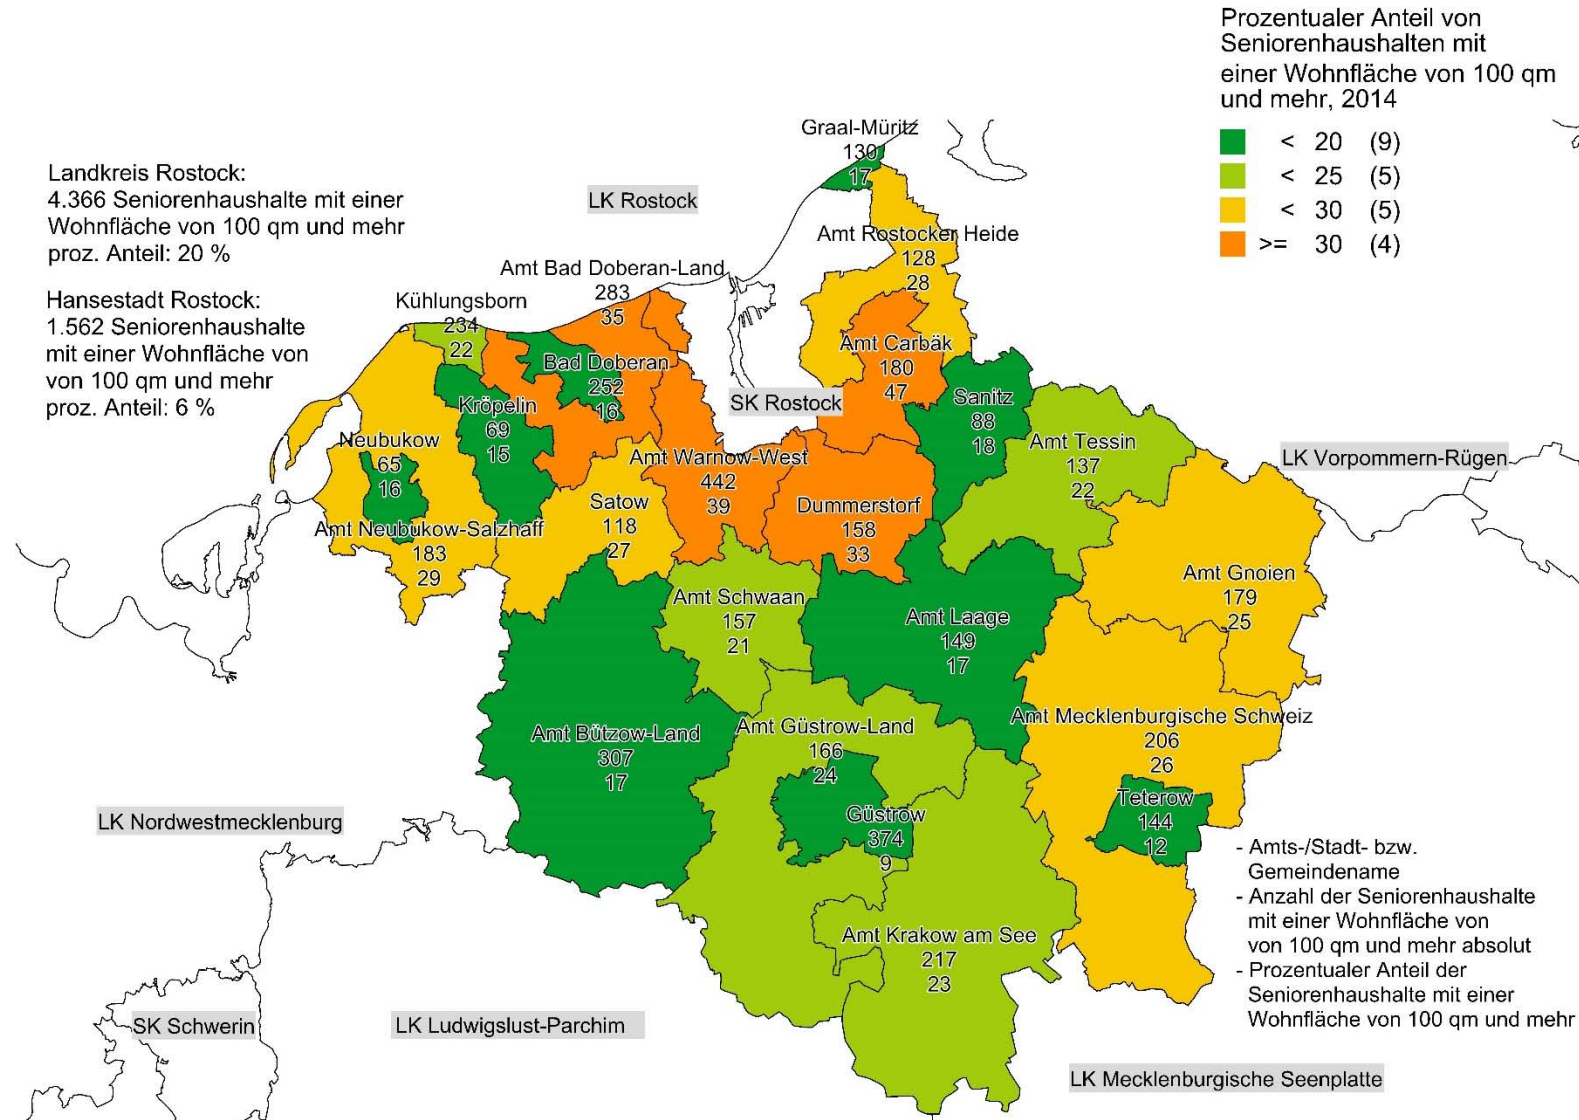 Prozentualer Anteil von
Seniorenhaushalten mit
einer Wohnfläche von 100 qm
und mehr, 2014
< 20 (9)
< 25 (5)
< 30 (5)
>= 30 (4)
Landkreis Rostock:
4.366 Seniorenhaushalte mit einer
Wohnfläche von 100 qm und mehr
proz. Anteil: 20 %
Hansestadt Rostock:
1.562 Seniorenhaushalte
mit einer Wohnfläche von
von 100 qm und mehr
proz. Anteil: 6 %
Graal-Müritz
130
17
LK Rostock
Amt Rostocker Heide
128
28
Amt Bad Doberan-Land
283
35
Kühlungsborn
234
22
Bad Doberan
252
16
Amt Carbäk
180
47
SK Rostock
Sanitz
88
18
Kröpelin
69
15
Neubukow
65
16
Amt Tessin
137
22
LK Vorpommern-Rügen
Amt Warnow-West
442
39
Satow
118
27
Dummerstorf
158
33
Amt Neubukow-Salzhaff
183
29
Amt Gnoien
179
25
Amt Schwaan
157
21
Amt Laage
149
17
Amt Mecklenburgische Schweiz
206
26
Amt Bützow-Land
307
17
Amt Güstrow-Land
166
24
Teterow
144
12
Güstrow
374
9
LK Nordwestmecklenburg
Amt Krakow am See
217
23
- Amts-/Stadt- bzw.
Gemeindename
- Anzahl der Seniorenhaushalte
mit einer Wohnfläche von
von 100 qm und mehr absolut
- Prozentualer Anteil der
Seniorenhaushalte mit einer
Wohnfläche von 100 qm und mehr
SK Schwerin
LK Ludwigslust-Parchim
LK Mecklenburgische Seenplatte